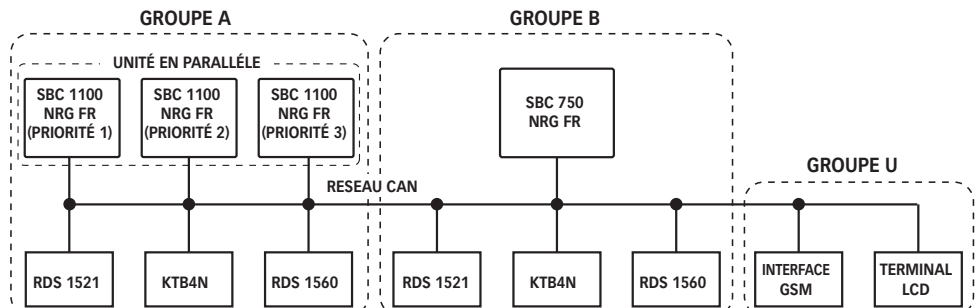 GROUPE A
GROUPE B
UNITÉ EN PARALLÉLE
SBC 1100
NRG FR
(PRIORITÉ 1)
SBC 1100
NRG FR
(PRIORITÉ 2)
SBC 1100
NRG FR
(PRIORITÉ 3)
SBC 750
NRG FR
GROUPE U
RESEAU CAN
RDS 1521
KTB4N
RDS 1560
RDS 1521
KTB4N
RDS 1560
INTERFACE
GSM
TERMINAL
LCD